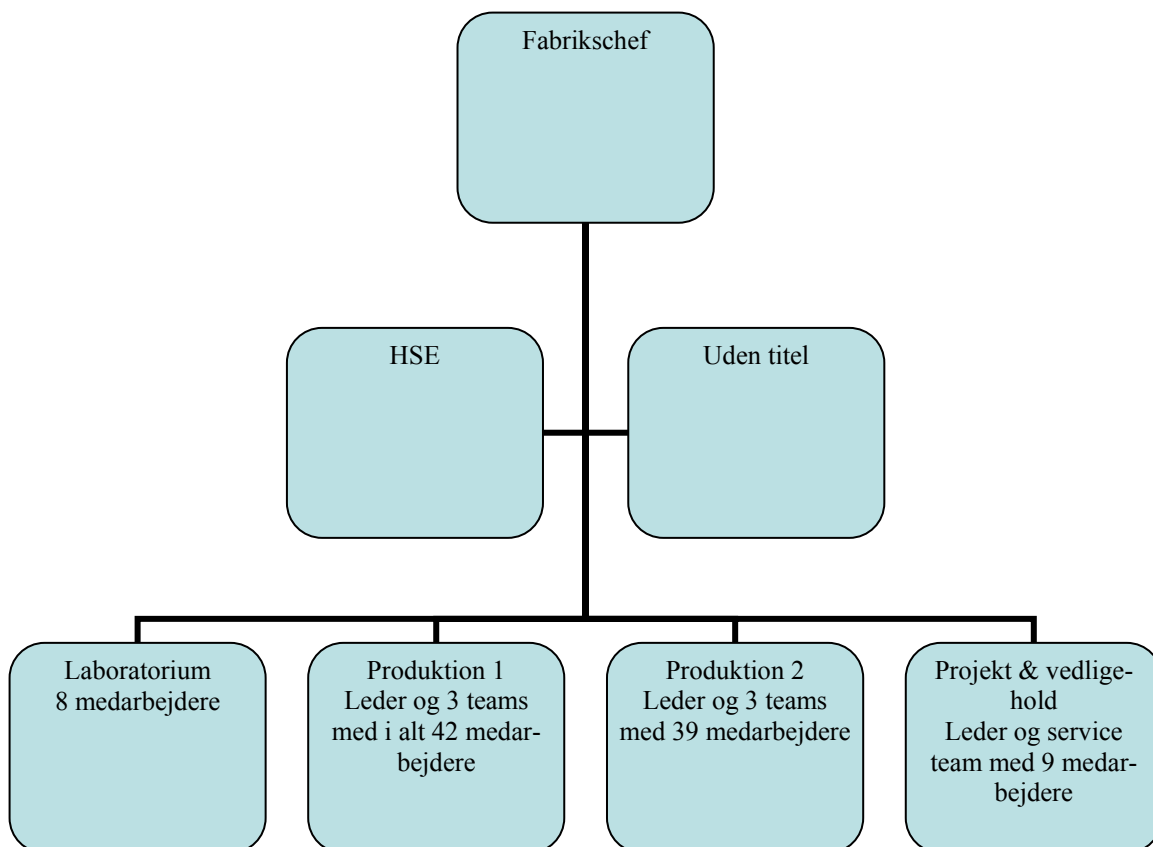 Fabrikschef
HSE
Uden titel
Laboratorium
8 medarbejdere
Produktion 1
Leder og 3 teams
med i alt 42 medar-
bejdere
Produktion 2
Leder og 3 teams
med 39 medarbejdere
Projekt & vedlige-
hold
Leder og service
team med 9 medar-
bejdere